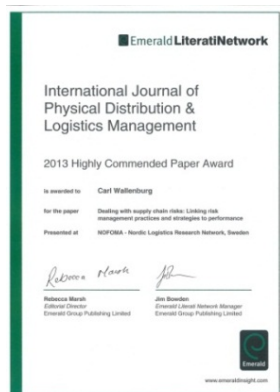 Emerald LiteratiNetwork
International Journal of
Physical Distribution &
Logistics Management
2013 Highly Commended Paper Award
is awarded to Carl Wallenburg
for the paper Dealing with supply chain risks: Linking risk
management practices and strategies to performance
Presented at NOFOMA - Nordic Logistics Research Network, Sweden
Rebecca Marsh
Rebecca Marsh Jim Bowden
Editorial Director Emerald Literati Network Manager
Emerald Group Publishing Limited Emerald Group Publishing Limited
Emerald
www.emeraldinsight.com